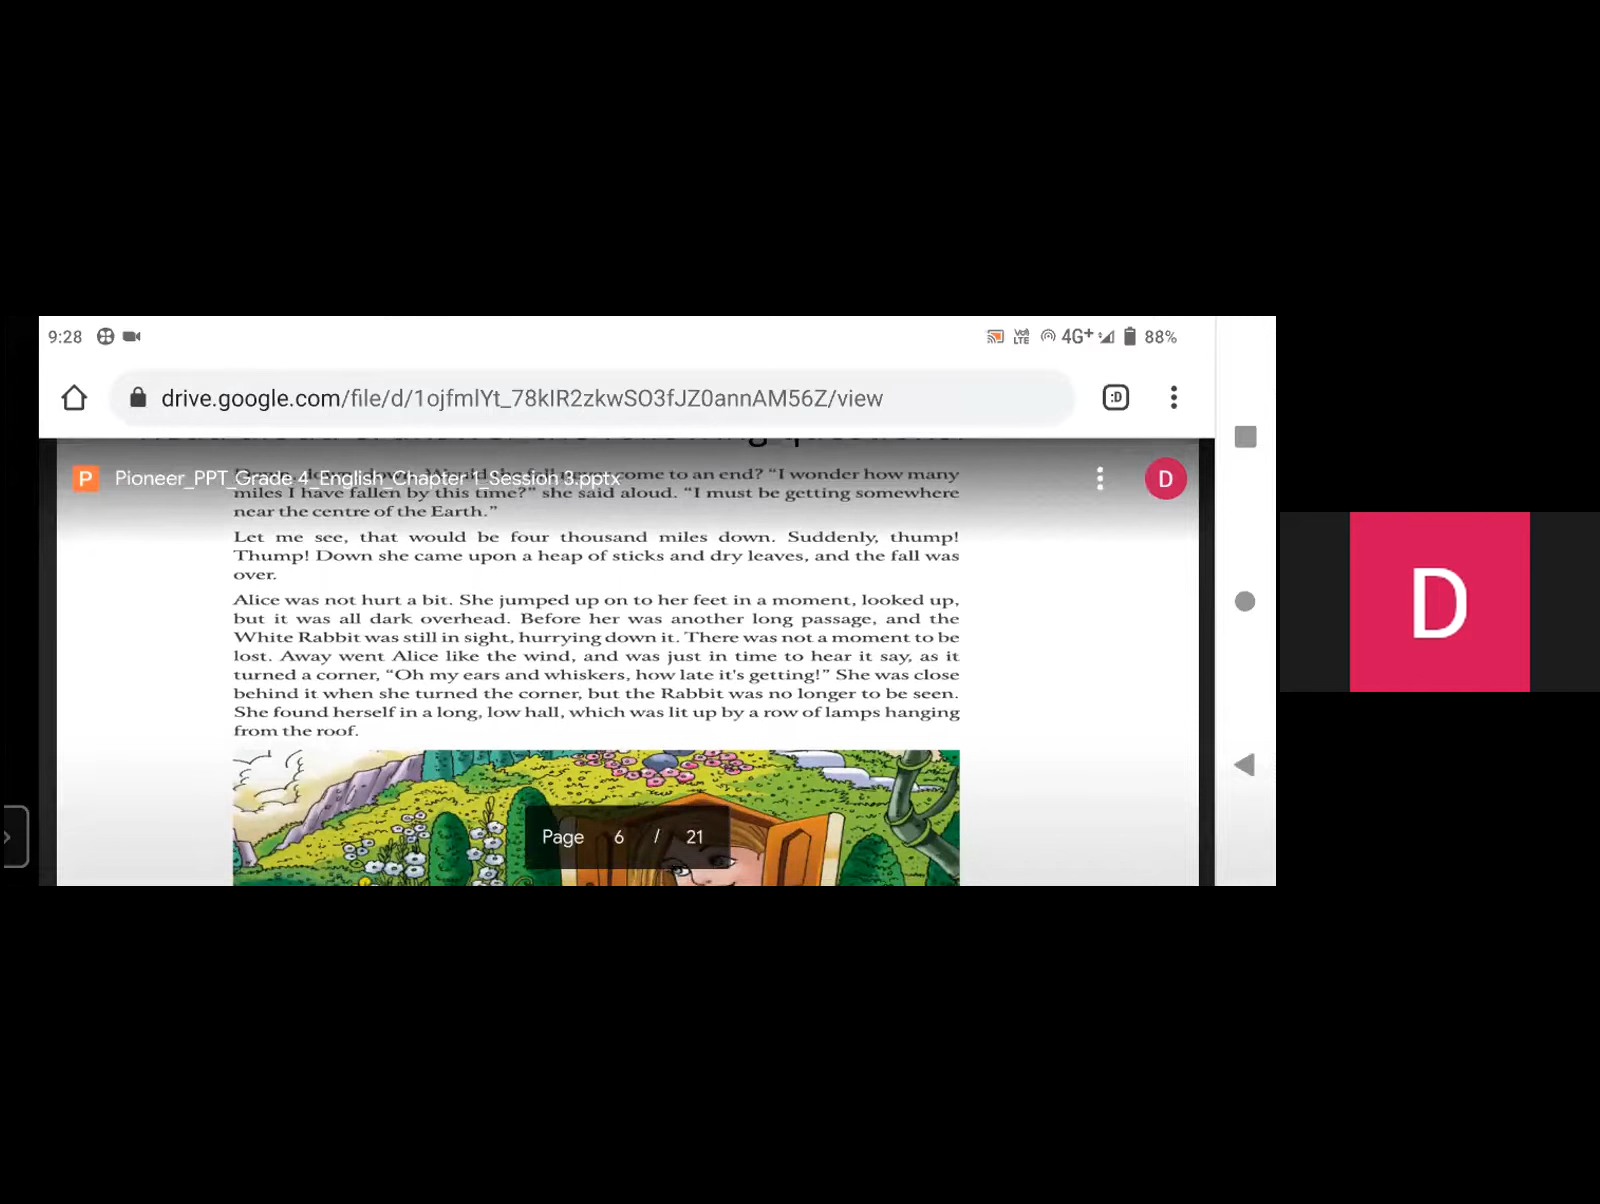 9:28 Vo) LTE 4G+ 88%
drive.google.com/file/d/1ojfmlYt_78kIR2zkwSO3fJZ0annAM56Z/view :D
P Pioneer_PPT_Grade 4_English_Chapter 1_Session 3.pptx D
come to an end? “I wonder how many
miles I have fallen by this time?” she said aloud. “I must be getting somewhere
near the centre of the Earth.”
Let me see, that would be four thousand miles down. Suddenly, thump!
Thump! Down she came upon a heap of sticks and dry leaves, and the fall was
over.
Alice was not hurt a bit. She jumped up on to her feet in a moment, looked up,
but it was all dark overhead. Before her was another long passage, and the
White Rabbit was still in sight, hurrying down it. There was not a moment to be
lost. Away went Alice like the wind, and was just in time to hear it say, as it
turned a corner, “Oh my ears and whiskers, how late it's getting!” She was close
behind it when she turned the corner, but the Rabbit was no longer to be seen.
She found herself in a long, low hall, which was lit up by a row of lamps hanging
from the roof.
Page 6 / 21
D